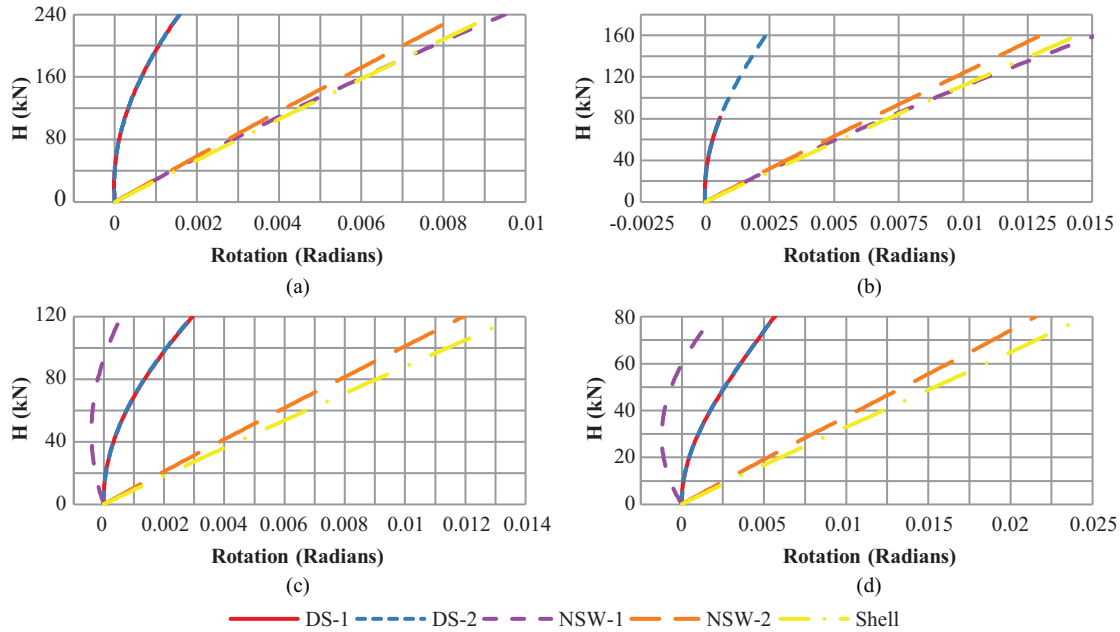 240
160
80
0
H (kN)
0 0.002 0.004 0.006 0.008 0.01
Rotation (Radians)
(a)
160
120
80
40
0
H (kN)
-0.0025 0 0.0025 0.005 0.0075 0.01 0.0125 0.015
Rotation (Radians)
(b)
120
80
40
0
H (kN)
0 0.002 0.004 0.006 0.008 0.01 0.012 0.014
Rotation (Radians)
(c)
80
60
40
20
0
H (kN)
0 0.005 0.01 0.015 0.02 0.025
Rotation (Radians)
(d)
DS-1 DS-2 NSW-1 NSW-2 Shell